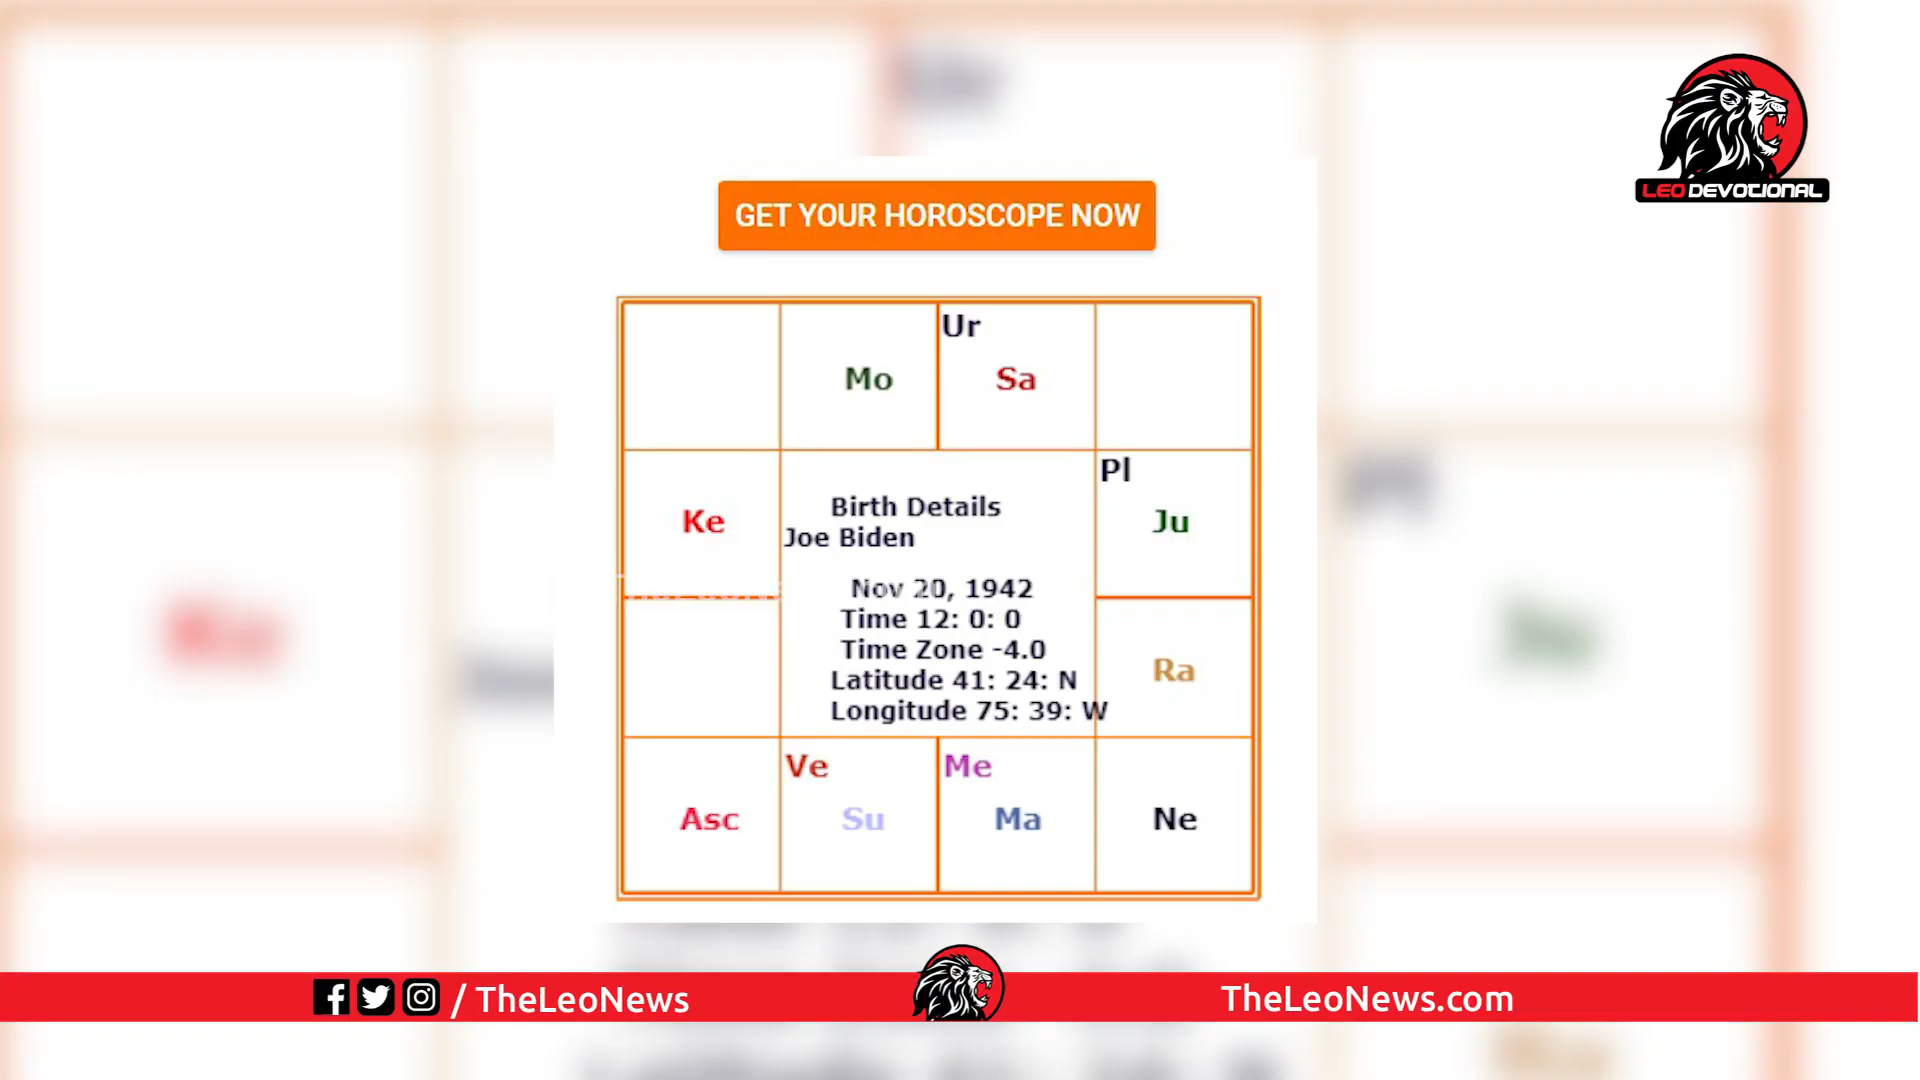 LEO DEVOTIONAL
GET YOUR HOROSCOPE NOW
Mo
Ur
Sa
Ke
Birth Details
Joe Biden
Nov 20, 1942
Time 12: 0: 0
Time Zone -4.0
Latitude 41: 24: N
Longitude 75: 39: W
Pl
Ju
Ra
Asc
Ve
Su
Me
Ma
Ne
/ TheLeoNews
TheLeoNews.com